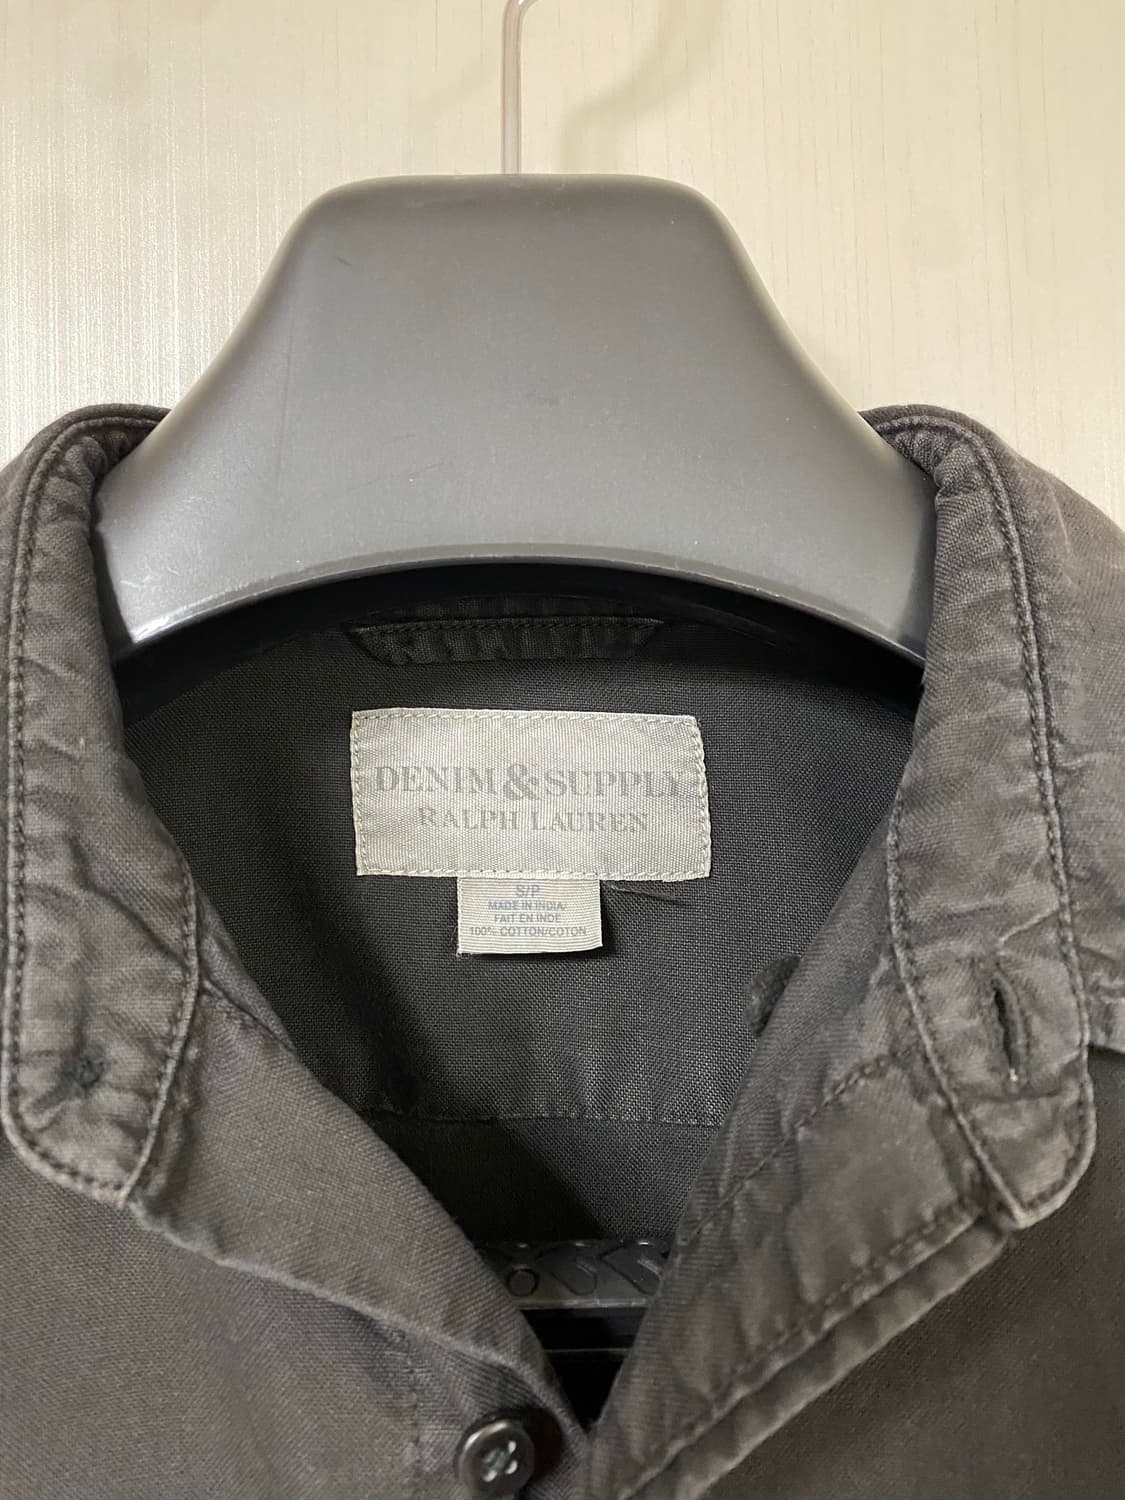 DENIM&SUPPLY
RALPH LAUREN
S/P
MADE IN INDIA/
FAIT EN INDE
100% COTTON/COTON